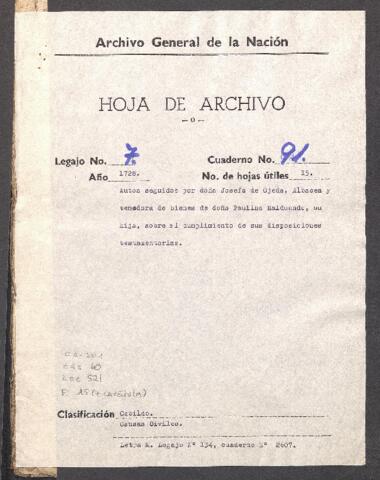 Archivo General de la Nación
HOJA DE ARCHIVO
—o—
Legajo No. 7. Cuaderno No. 91.
Año 1728. No. de hojas útiles 15.
Autos seguidos por doña Josefa de Ojeda, Albacea y
tenedora de bienes de doña Paulina Maldonado, su
hija, sobre el cumplimiento de sus disposiciones
testamentarias.
Clasificación Cabildo.
Causas Civiles.
Letra M. Legajo Nº 134, cuaderno Nº 2607.